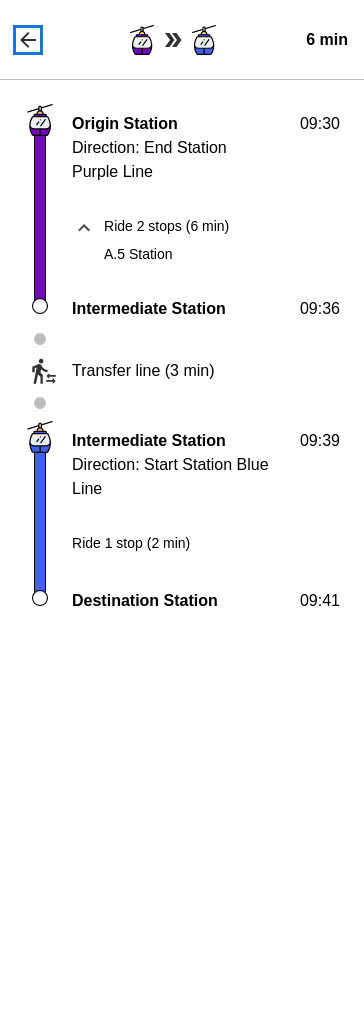 6 min
Origin Station 09:30
Direction: End Station
Purple Line
Ride 2 stops (6 min)
A.5 Station
Intermediate Station 09:36
Transfer line (3 min)
Intermediate Station 09:39
Direction: Start Station Blue
Line
Ride 1 stop (2 min)
Destination Station 09:41